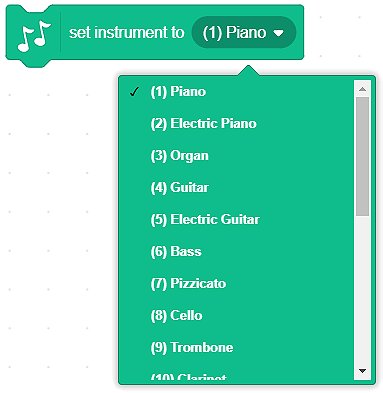 set instrument to (1) Piano
(1) Piano
(2) Electric Piano
(3) Organ
(4) Guitar
(5) Electric Guitar
(6) Bass
(7) Pizzicato
(8) Cello
(9) Trombone
(10) Clarinet